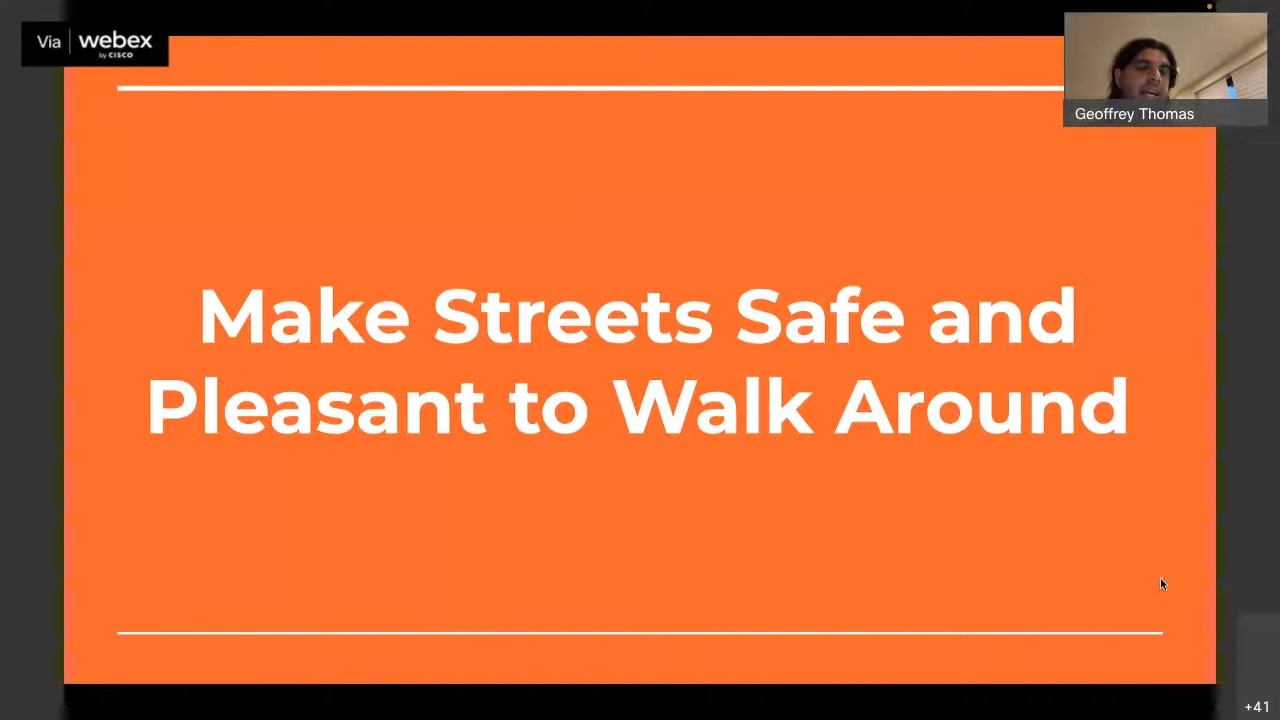 Via webex
by CISCO
Geoffrey Thomas
Make Streets Safe and
Pleasant to Walk Around
+41